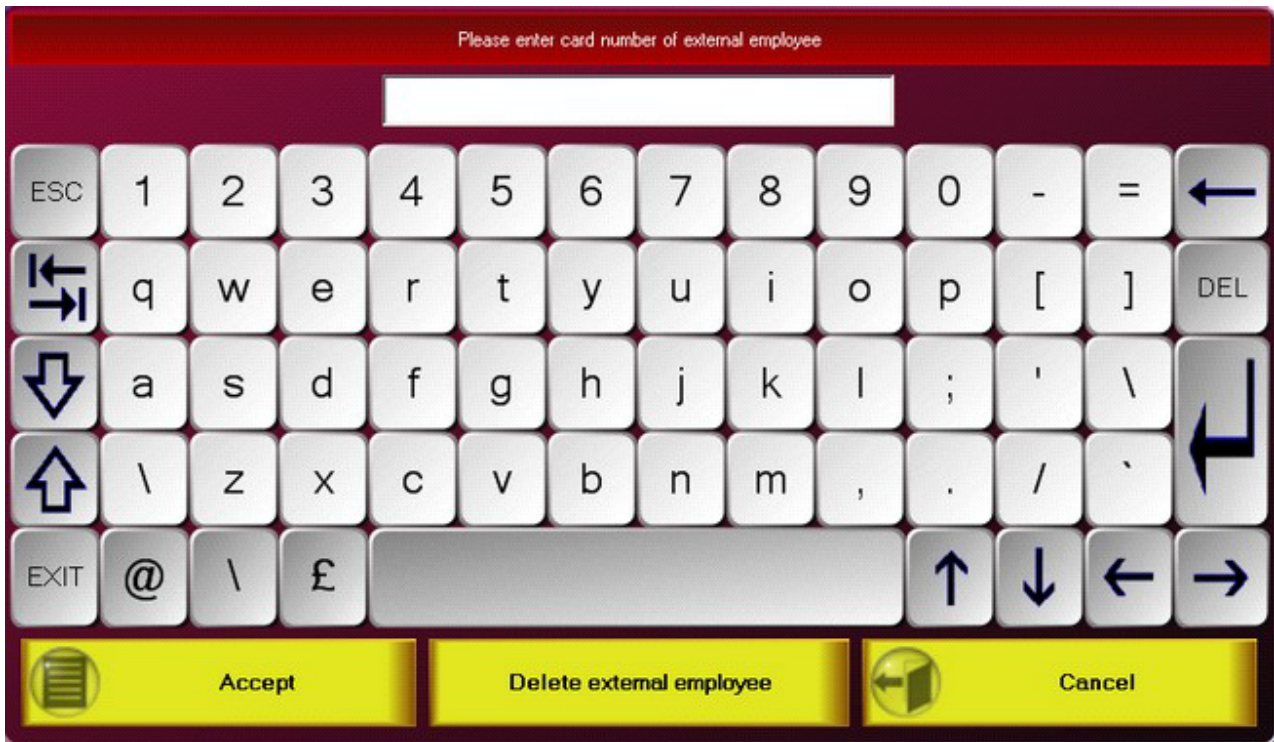 Please enter card number of external employee
ESC 1 2 3 4 5 6 7 8 9 0 - =
q w e r t y u i o p [ ] DEL
a s d f g h j k l ; ' \
\ z x c v b n m , . / `
EXIT @ \ £
Accept Delete external employee Cancel